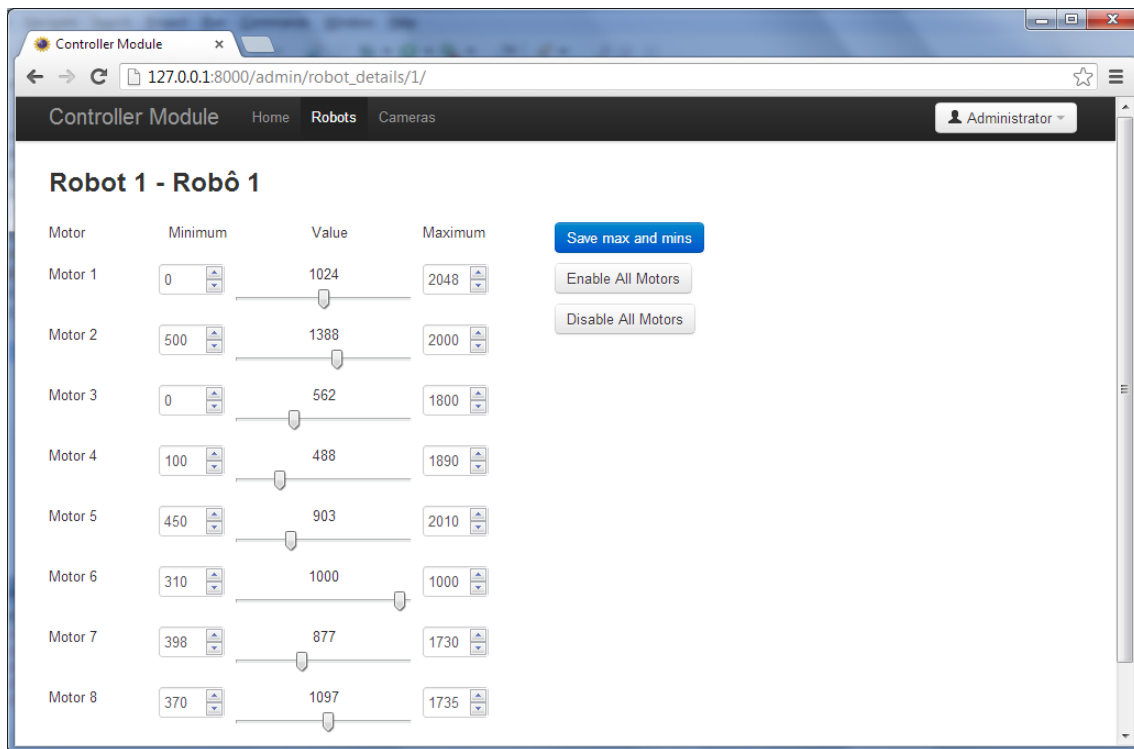 Controller Module
127.0.0.1:8000/admin/robot_details/1/
Controller Module Home Robots Cameras Administrator
Robot 1 - Robô 1
Motor Minimum Value Maximum Save max and mins
Motor 1 0 1024 2048 Enable All Motors
Disable All Motors
Motor 2 500 1388 2000
Motor 3 0 562 1800
Motor 4 100 488 1890
Motor 5 450 903 2010
Motor 6 310 1000 1000
Motor 7 398 877 1730
Motor 8 370 1097 1735